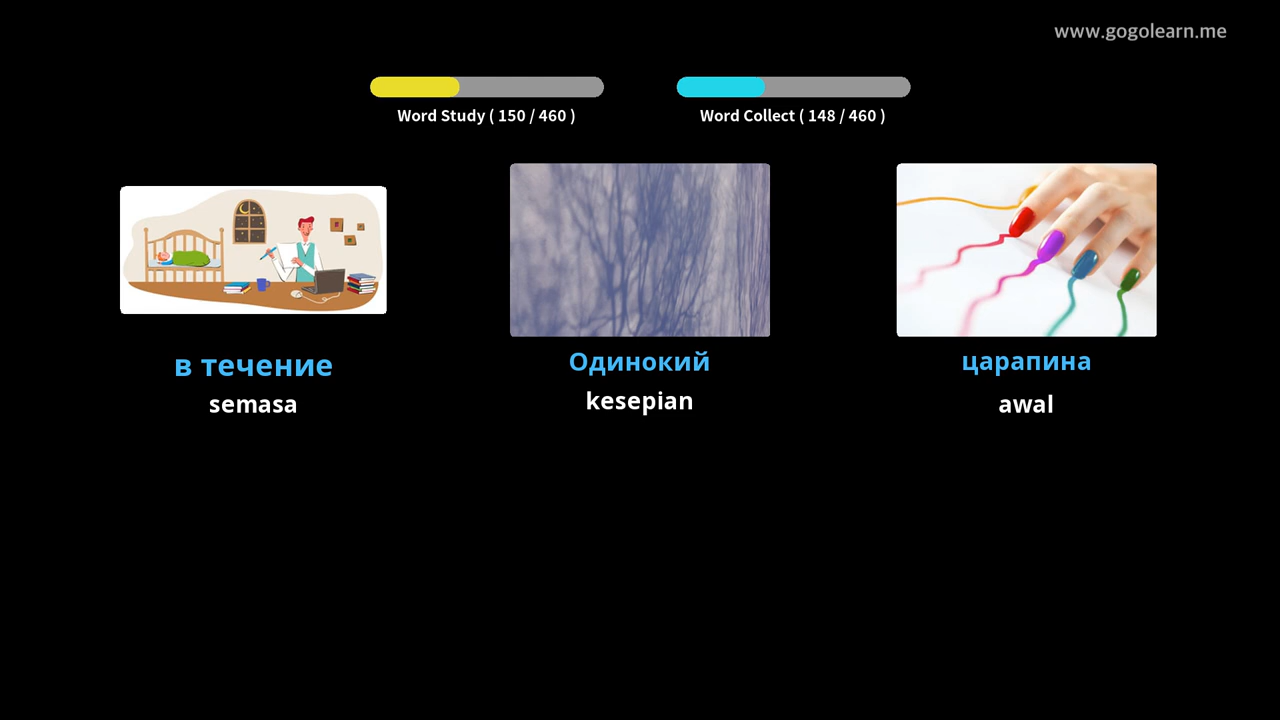 www.gogolearn.me
Word Study ( 150 / 460 )
Word Collect ( 148 / 460 )
в течение
semasa
Одинокий
kesepian
царапина
awal